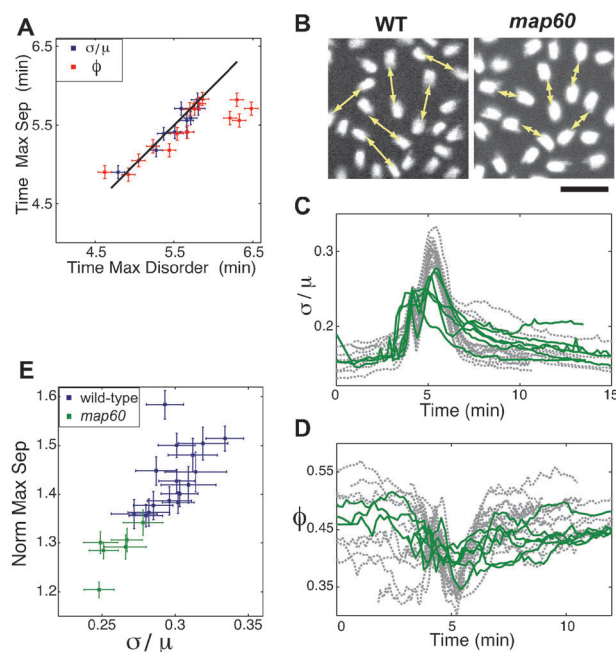 A
6.5
5.5
4.5
Time Max Sep (min)
σ/μ
ϕ
4.5 5.5 6.5
Time Max Disorder (min)
B
WT map60
C
σ/μ
0.3
0.2
0 5 10 15
Time (min)
D
ϕ
0.55
0.45
0.35
0 5 10
Time (min)
E
wild-type
map60
Norm Max Sep
1.6
1.5
1.4
1.3
1.2
0.25 0.3 0.35
σ/μ